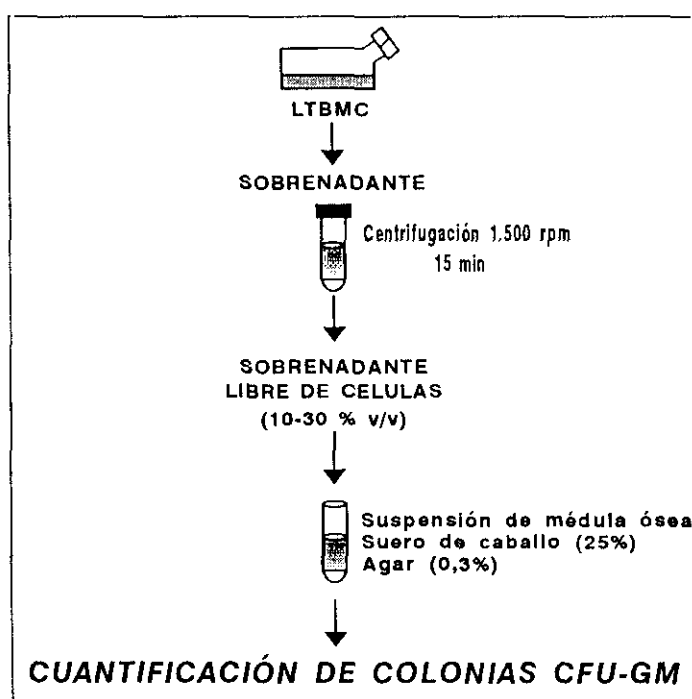 LTBMC
SOBRENADANTE
Centrifugación 1.500 rpm
15 min
SOBRENADANTE
LIBRE DE CELULAS
(10-30 % v/v)
Suspensión de médula ósea
Suero de caballo (25%)
Agar (0,3%)
CUANTIFICACIÓN DE COLONIAS CFU-GM